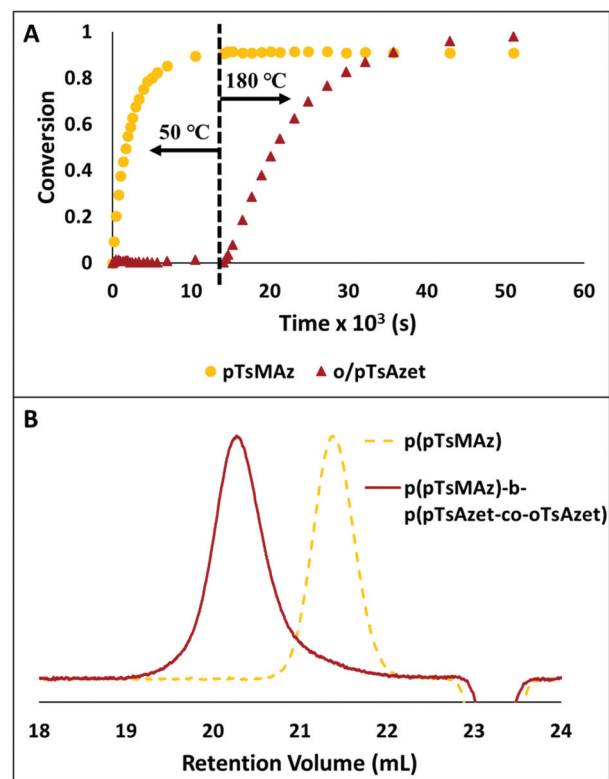 A
1
0.8
0.6
0.4
0.2
0
Conversion
180 °C
50 °C
0 10 20 30 40 50 60
Time x 10³ (s)
pTsMAz o/pTsAzet
B
p(pTsMAz)
p(pTsMAz)-b-
p(pTsAzet-co-oTsAzet)
18 19 20 21 22 23 24
Retention Volume (mL)